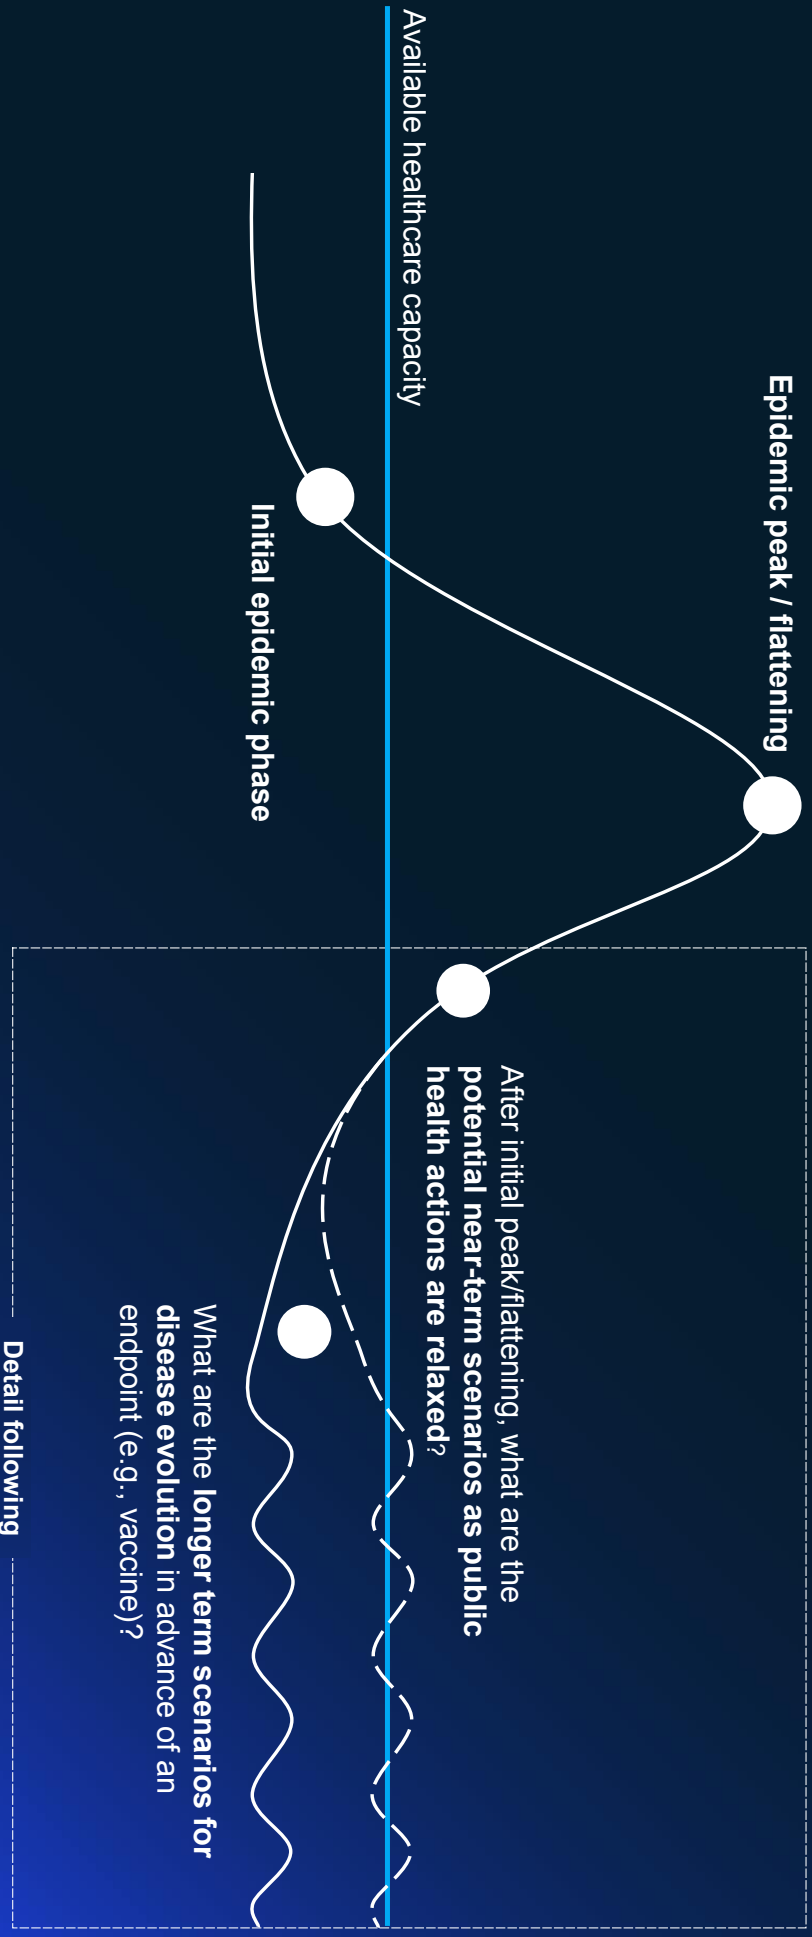 Epidemic peak / flattening
Available healthcare capacity
Initial epidemic phase
After initial peak/flattening, what are the
potential near-term scenarios as public
health actions are relaxed?
What are the longer term scenarios for
disease evolution in advance of an
endpoint (e.g., vaccine)?
Detail following